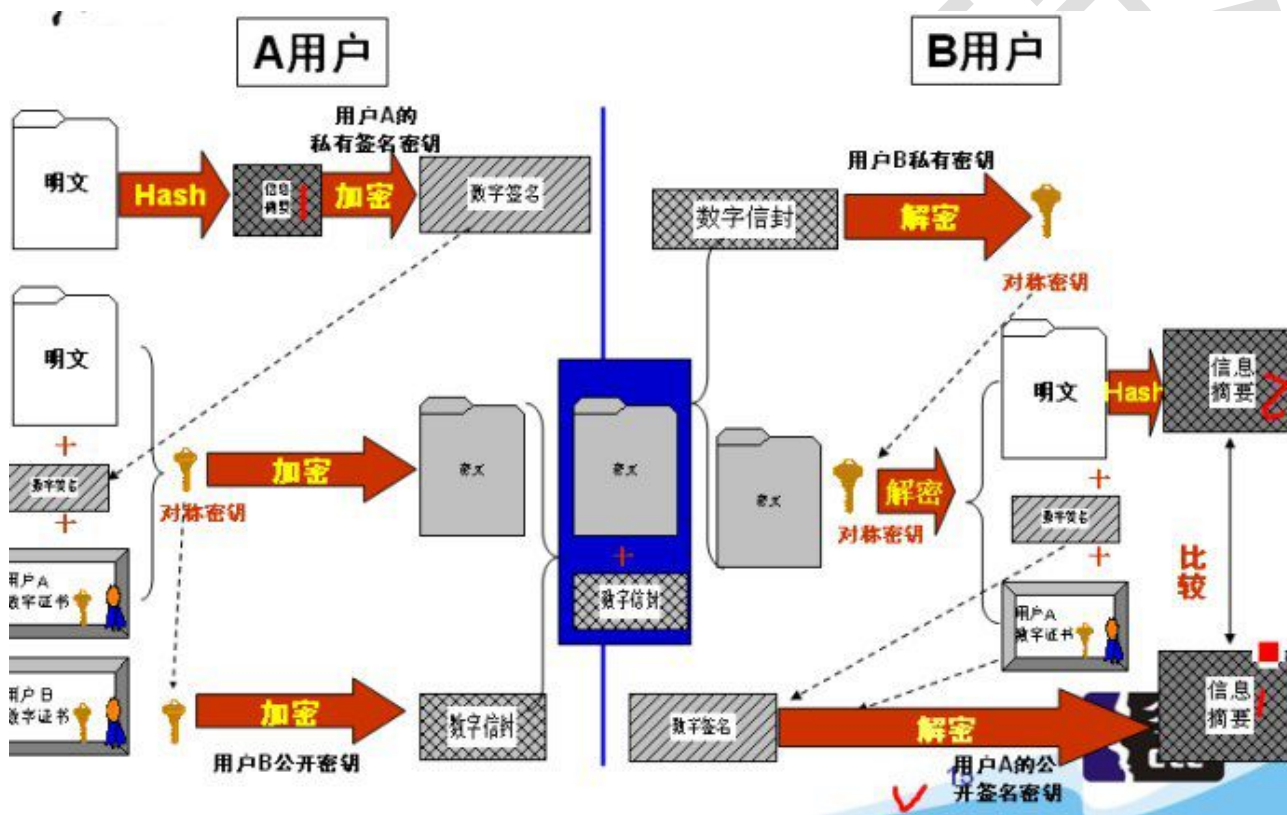 A用户
B用户
用户A的
私有签名密钥
明文
Hash
信息
摘要
1
加密
数字签名
用户B私有密钥
数字信封
解密
对称密钥
明文
+
数字签名
+
用户A
数字证书
对称密钥
加密
密文
密文
+
数字信封
密文
对称密钥
解密
明文
Hash
信息
摘要
2
+
数字签名
+
用户A
数字证书
比
较
用户B
数字证书
加密
用户B公开密钥
数字信封
数字签名
解密
信息
摘要
1
用户A的公
开签名密钥
15